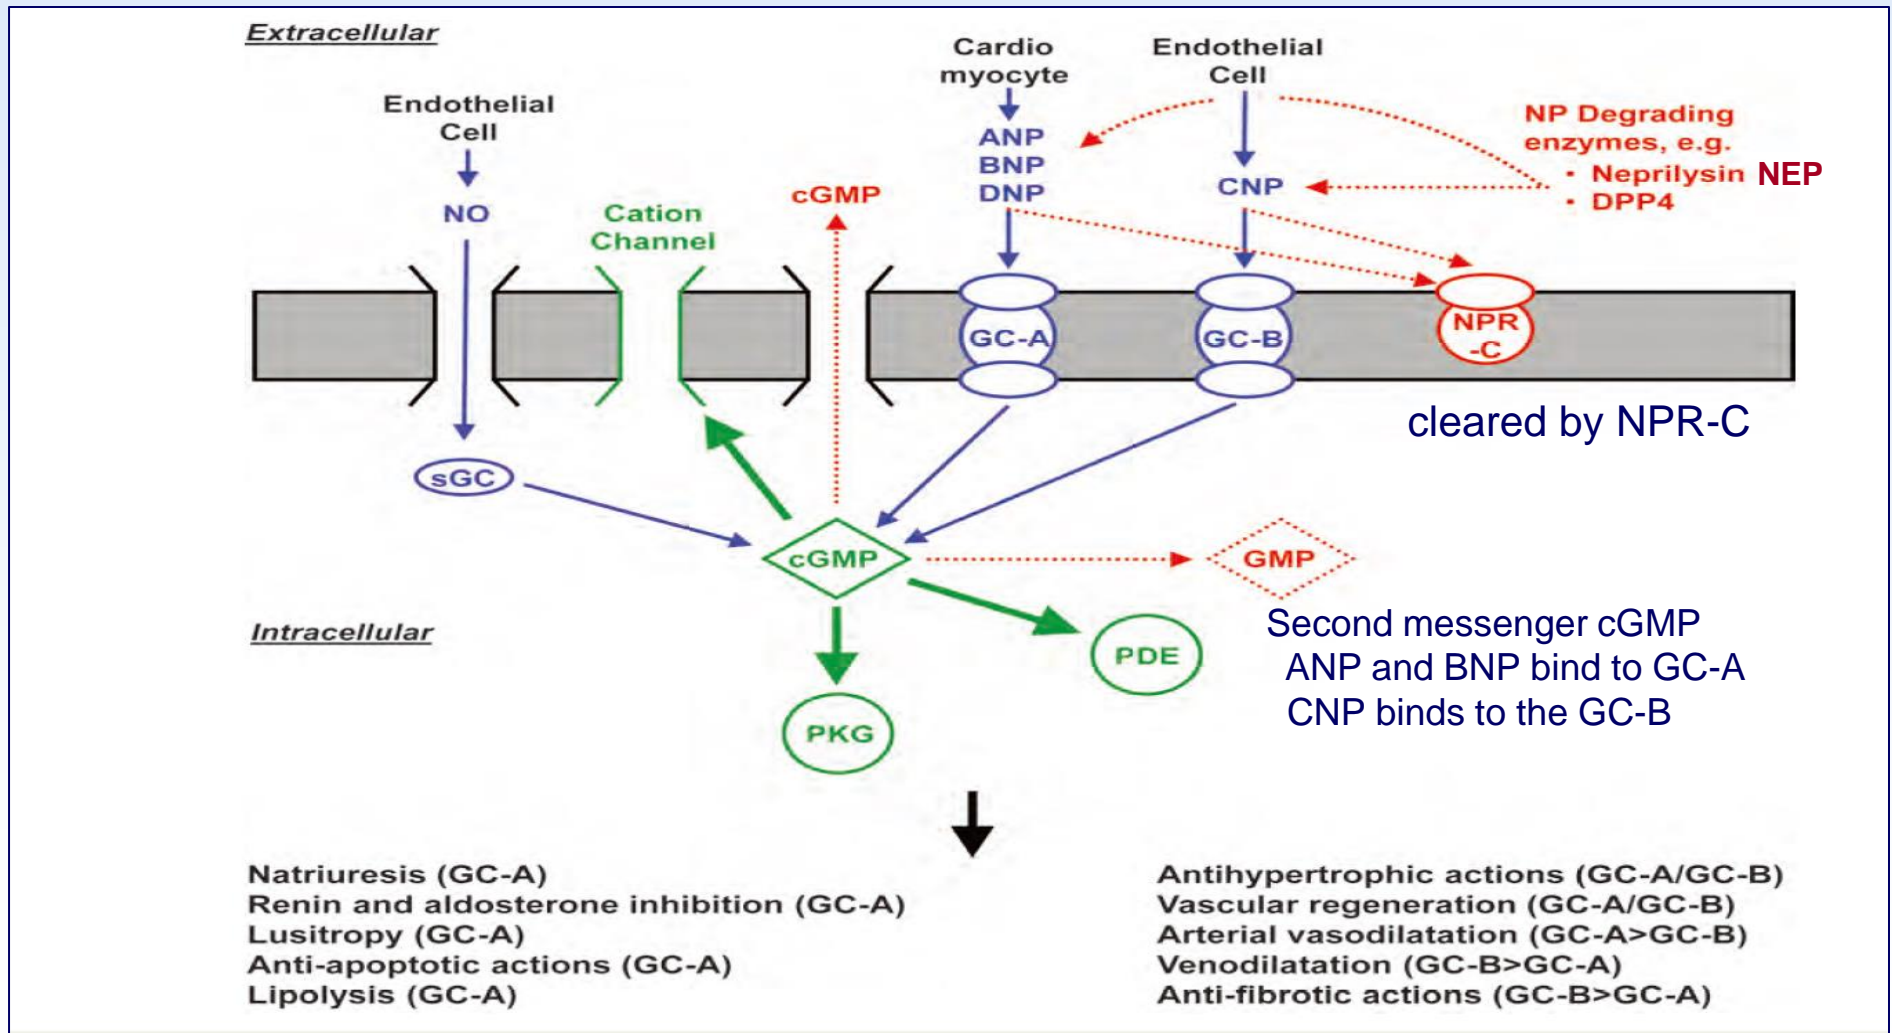 Extracellular
Endothelial
Cell
NO
Cation
Channel
cGMP
Cardio
myocyte
ANP
BNP
DNP
Endothelial
Cell
CNP
NP Degrading
enzymes, e.g.
• Neprilysin NEP
• DPP4
GC-A
GC-B
NPR
-C
cleared by NPR-C
sGC
cGMP
GMP
Intracellular
PDE
PKG
Second messenger cGMP
ANP and BNP bind to GC-A
CNP binds to the GC-B
Natriuresis (GC-A)
Renin and aldosterone inhibition (GC-A)
Lusitropy (GC-A)
Anti-apoptotic actions (GC-A)
Lipolysis (GC-A)
Antihypertrophic actions (GC-A/GC-B)
Vascular regeneration (GC-A/GC-B)
Arterial vasodilatation (GC-A>GC-B)
Venodilatation (GC-B>GC-A)
Anti-fibrotic actions (GC-B>GC-A)